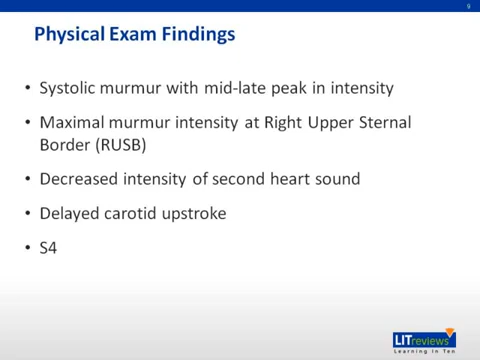 9
Physical Exam Findings
• Systolic murmur with mid-late peak in intensity
• Maximal murmur intensity at Right Upper Sternal
Border (RUSB)
• Decreased intensity of second heart sound
• Delayed carotid upstroke
• S4
LITreviews
Learning in Ten